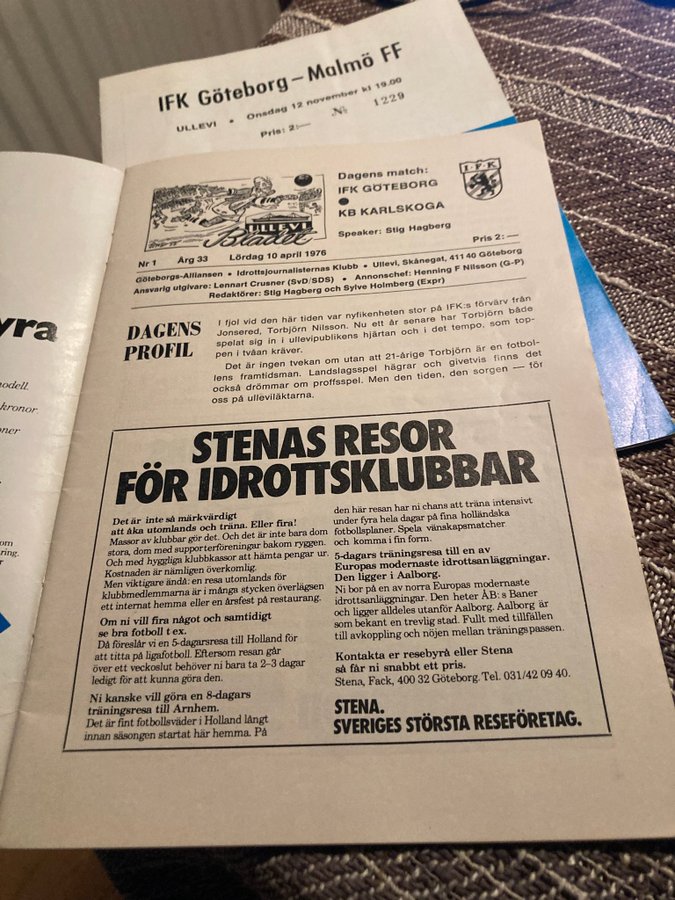 IFK Göteborg – Malmö FF
ULLEVI • Onsdag 12 november kl 19.00
Pris: 2:— № 1229
yra
odell.
kronor.
oner
om
ring.
ULLEVI
Bladet
Dagens match:
IFK GÖTEBORG
KB KARLSKOGA
Speaker: Stig Hagberg
I.F.K
Nr 1 Årg 33 Lördag 10 april 1976 Pris 2: —
Göteborgs-Alliansen • Idrottsjournalisternas Klubb • Ullevi, Skånegat, 411 40 Göteborg
Ansvarig utgivare: Lennart Crusner (SvD/SDS) • Annonschef: Henning F Nilsson (G-P)
Redaktörer: Stig Hagberg och Sylve Holmberg (Expr)
DAGENS
PROFIL
I fjol vid den här tiden var nyfikenheten stor på IFK:s förvärv från
Jonsered, Torbjörn Nilsson. Nu ett år senare har Torbjörn både
spelat sig in i ullevipublikens hjärtan och i det tempo, som top-
pen i tvåan kräver.
Det är ingen tvekan om utan att 21-årige Torbjörn är en fotbol-
lens framtidsman. Landslagsspel hägrar och givetvis finns det
också drömmar om proffsspel. Men den tiden, den sorgen — för
oss på ulleviläktarna.
STENAS RESOR
FÖR IDROTTSKLUBBAR
Det är inte så märkvärdigt
att åka utomlands och träna. Eller fira!
Massor av klubbar gör det. Och det är inte bara dom
stora, dom med supporterföreningar bakom ryggen.
Och med hyggliga klubbkassor att hämta pengar ur.
Kostnaden är nämligen överkomlig.
Men viktigare ändå: en resa utomlands för
klubbmedlemmarna är i många stycken överlägsen
ett internat hemma eller en årsfest på restaurang.
Om ni vill fira något och samtidigt
se bra fotboll t ex.
Då föreslår vi en 5-dagarsresa till Holland för
att titta på ligafotboll. Eftersom resan går
över ett veckoslut behöver ni bara ta 2–3 dagar
ledigt för att kunna göra den.
Ni kanske vill göra en 8-dagars
träningsresa till Arnhem.
Det är fint fotbollsväder i Holland långt
innan säsongen startat här hemma. På
den här resan har ni chans att träna intensivt
under fyra hela dagar på fina holländska
fotbollsplaner. Spela vänskapsmatcher
och komma i fin form.
5-dagars träningsresa till en av
Europas modernaste idrottsanläggningar.
Den ligger i Aalborg.
Ni bor på en av norra Europas modernaste
idrottsanläggningar. Den heter ÅB:s Baner
och ligger alldeles utanför Aalborg. Aalborg är
som bekant en trevlig stad. Fullt med tillfällen
till avkoppling och nöjen mellan träningspassen.
Kontakta er resebyrå eller Stena
så får ni snabbt ett pris.
Stena, Fack, 400 32 Göteborg. Tel. 031/42 09 40.
STENA.
SVERIGES STÖRSTA RESEFÖRETAG.